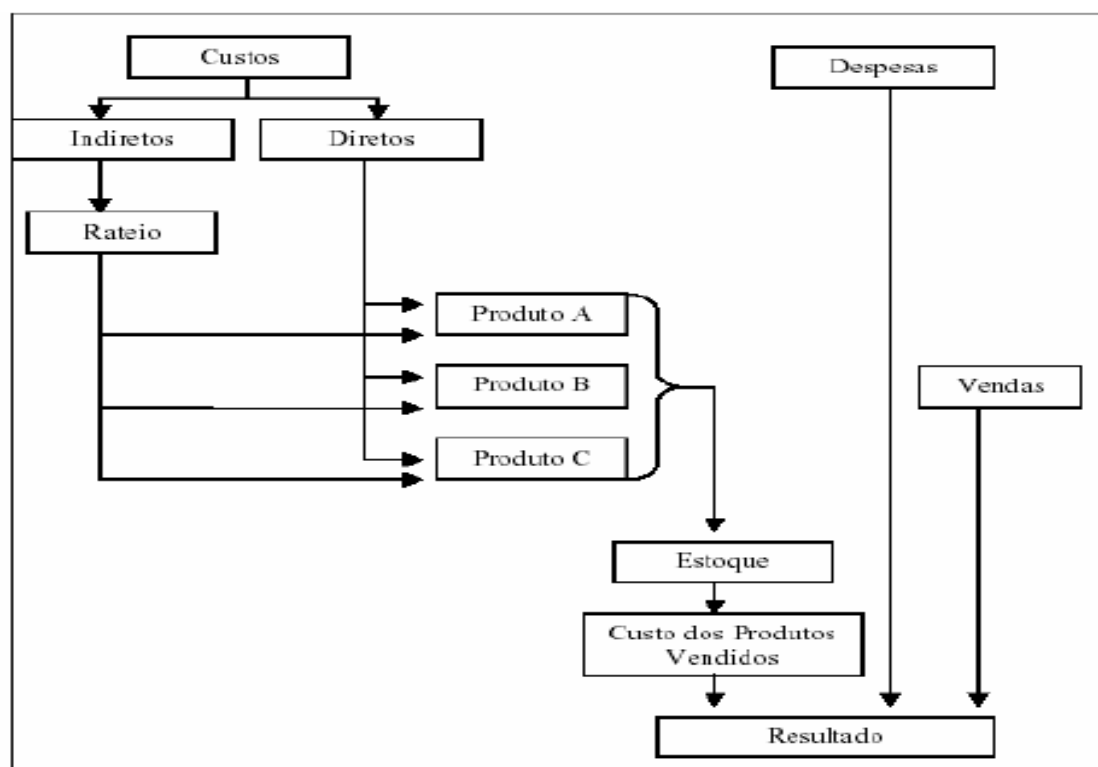 Custos
Despesas
Indiretos
Diretos
Rateio
Produto A
Produto B
Vendas
Produto C
Estoque
Custo dos Produtos
Vendidos
Resultado